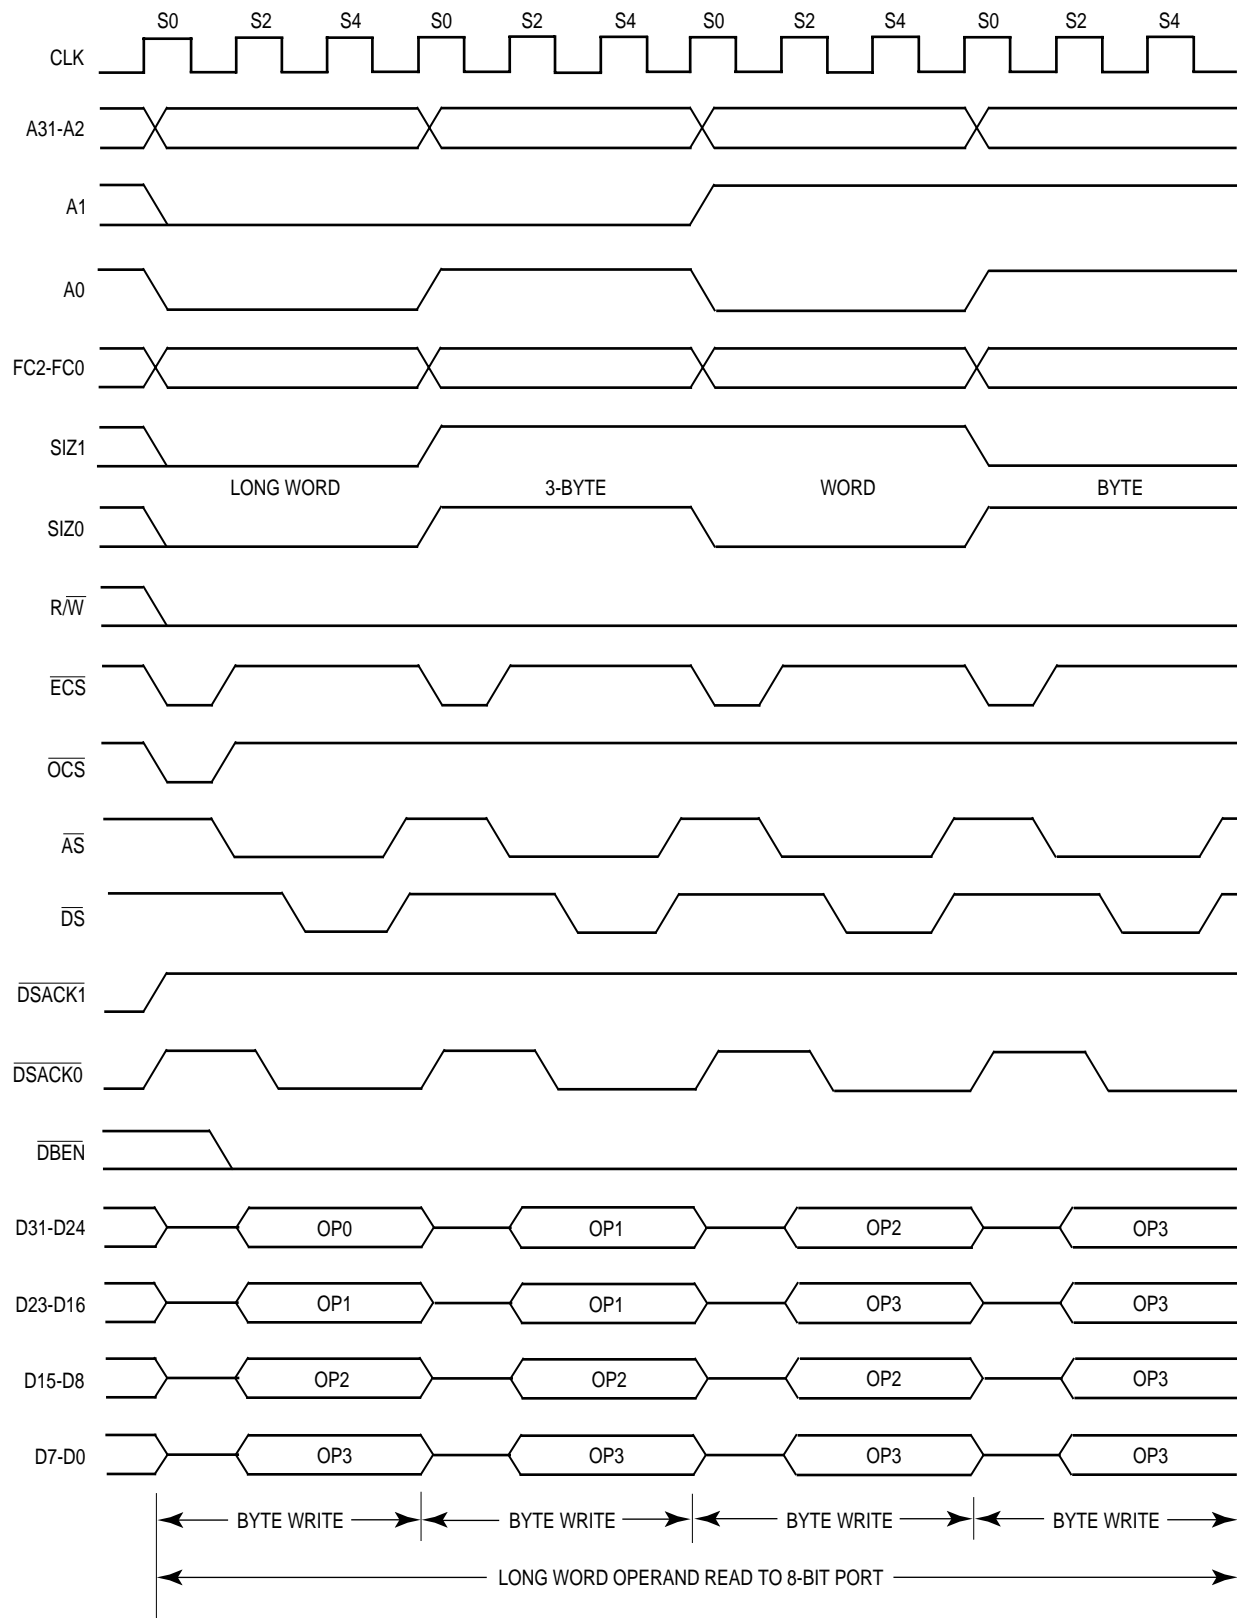 S0 S2 S4 S0 S2 S4 S0 S2 S4 S0 S2 S4
CLK
A31-A2
A1
A0
FC2-FC0
SIZ1
LONG WORD 3-BYTE WORD BYTE
SIZ0
R/W
ECS
OCS
AS
DS
DSACK1
DSACK0
DBEN
D31-D24 OP0 OP1 OP2 OP3
D23-D16 OP1 OP1 OP3 OP3
D15-D8 OP2 OP2 OP2 OP3
D7-D0 OP3 OP3 OP3 OP3
BYTE WRITE BYTE WRITE BYTE WRITE BYTE WRITE
LONG WORD OPERAND READ TO 8-BIT PORT